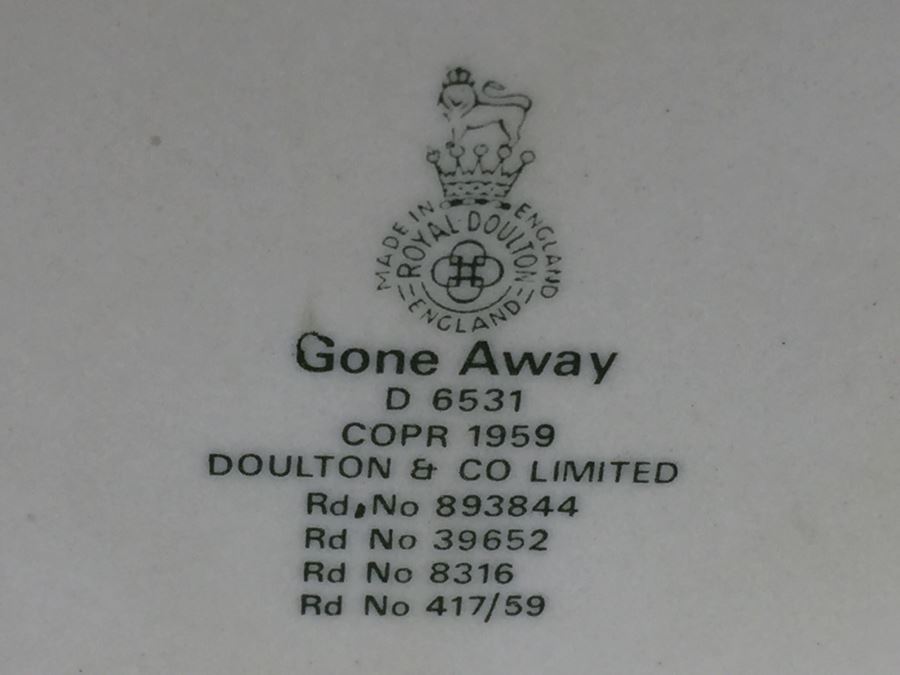 MADE IN ENGLAND
ROYAL DOULTON
ENGLAND
Gone Away
D 6531
COPR 1959
DOULTON & CO LIMITED
Rd. No 893844
Rd No 39652
Rd No 8316
Rd No 417/59